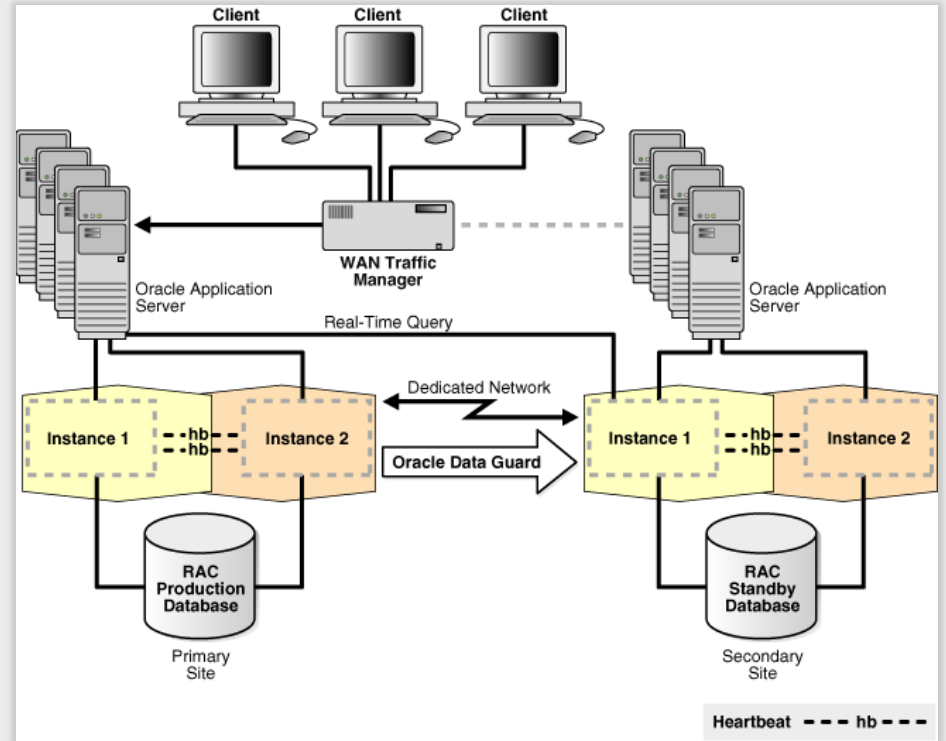 Client
Client
Client
WAN Traffic
Manager
Oracle Application
Server
Oracle Application
Server
Real-Time Query
Dedicated Network
Instance 1
hb
hb
Instance 2
Oracle Data Guard
Instance 1
hb
hb
Instance 2
RAC
Production
Database
RAC
Standby
Database
Primary
Site
Secondary
Site
Heartbeat hb